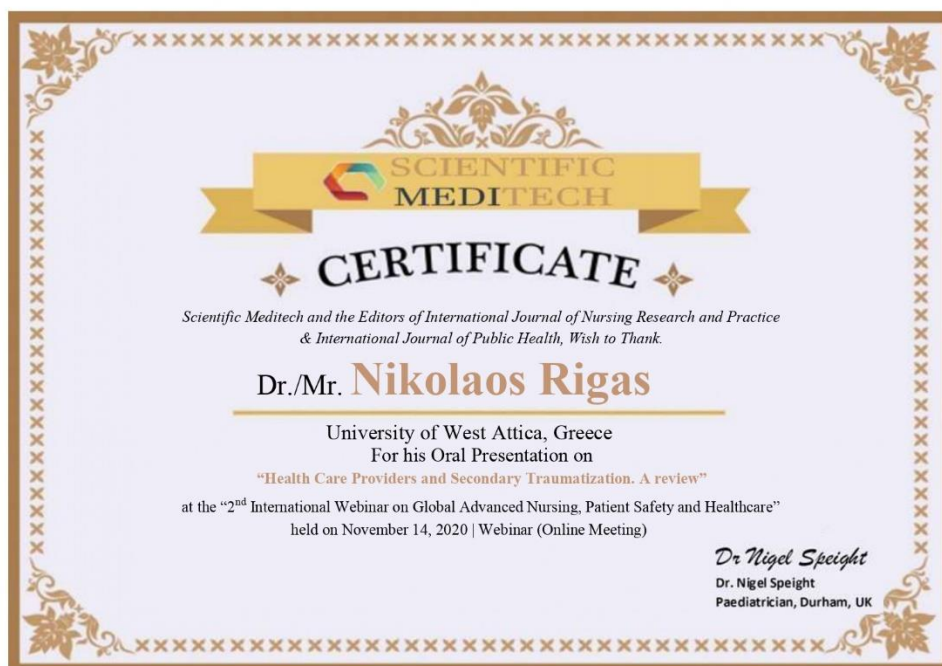 SCIENTIFIC
MEDITECH
CERTIFICATE
Scientific Meditech and the Editors of International Journal of Nursing Research and Practice
& International Journal of Public Health, Wish to Thank.
Dr./Mr. Nikolaos Rigas
University of West Attica, Greece
For his Oral Presentation on
“Health Care Providers and Secondary Traumatization. A review”
at the “2nd International Webinar on Global Advanced Nursing, Patient Safety and Healthcare”
held on November 14, 2020 | Webinar (Online Meeting)
Dr Nigel Speight
Dr. Nigel Speight
Paediatrician, Durham, UK